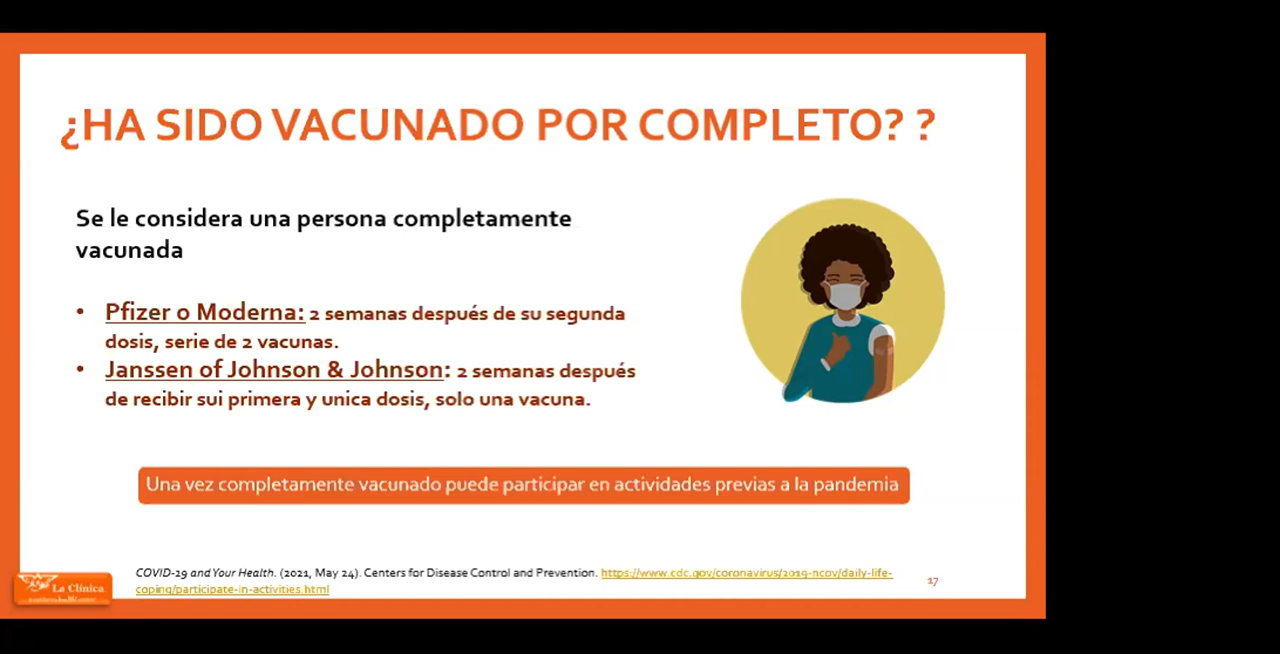 ¿HA SIDO VACUNADO POR COMPLETO? ?
Se le considera una persona completamente
vacunada
• Pfizer o Moderna: 2 semanas después de su segunda
dosis, serie de 2 vacunas.
• Janssen of Johnson & Johnson: 2 semanas después
de recibir sui primera y unica dosis, solo una vacuna.
Una vez completamente vacunado puede participar en actividades previas a la pandemia
La Clínica
COVID-19 and Your Health. (2021, May 24). Centers for Disease Control and Prevention. https://www.cdc.gov/coronavirus/2019-ncov/daily-life-
coping/participate-in-activities.html
17